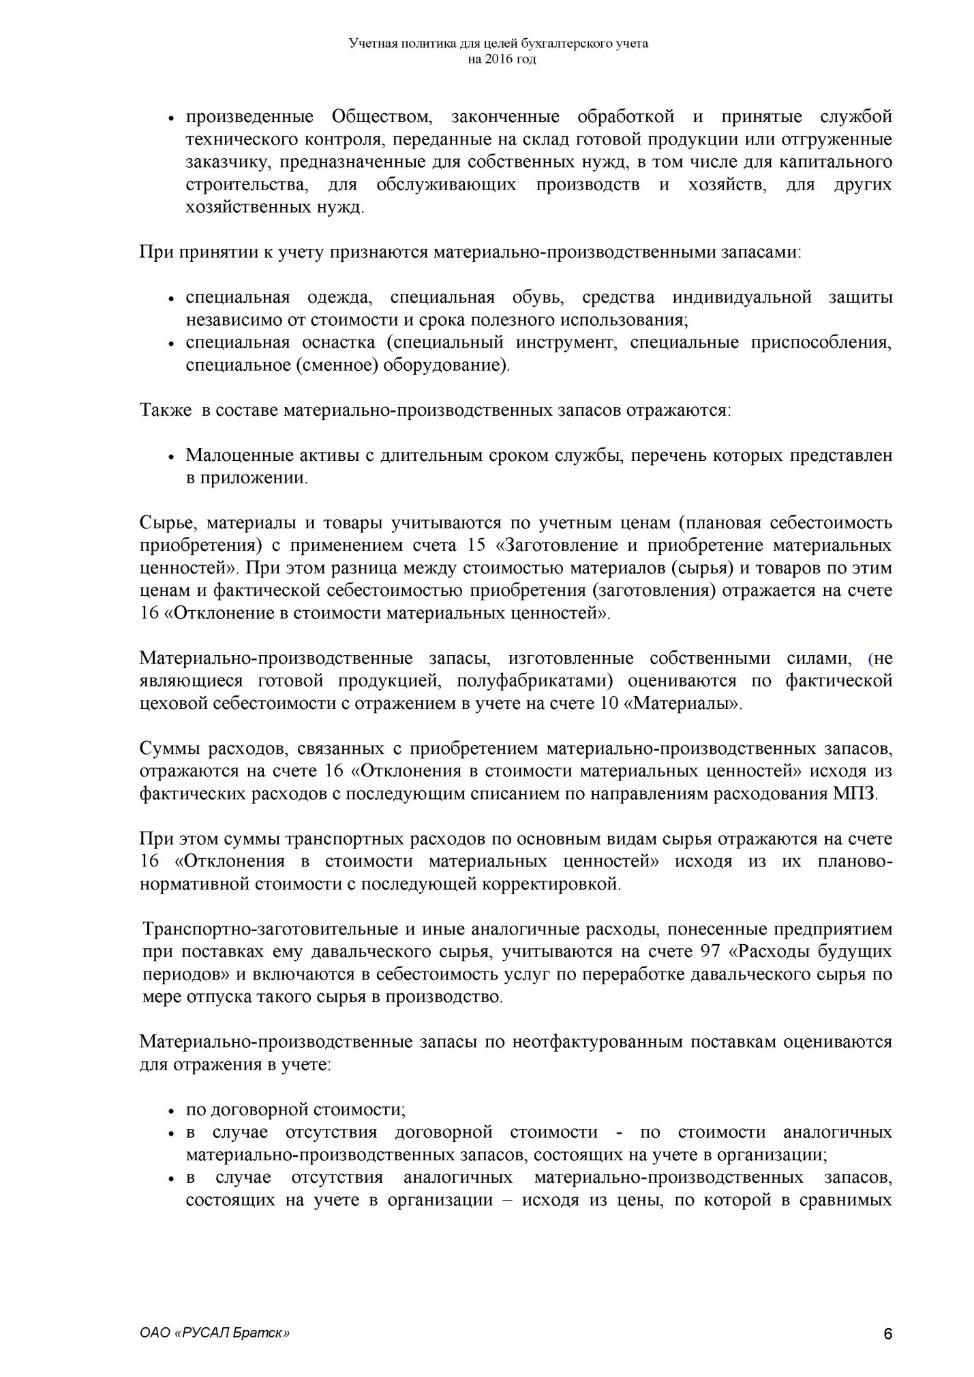 Учетная политика для целей бухгалтерского учета
на 2016 год
• произведенные Обществом, законченные обработкой и принятые службой
технического контроля, переданные на склад готовой продукции или отгруженные
заказчику, предназначенные для собственных нужд, в том числе для капитального
строительства, для обслуживающих производств и хозяйств, для других
хозяйственных нужд.
При принятии к учету признаются материально-производственными запасами:
• специальная одежда, специальная обувь, средства индивидуальной защиты
независимо от стоимости и срока полезного использования;
• специальная оснастка (специальный инструмент, специальные приспособления,
специальное (сменное) оборудование).
Также в составе материально-производственных запасов отражаются:
• Малоценные активы с длительным сроком службы, перечень которых представлен
в приложении.
Сырье, материалы и товары учитываются по учетным ценам (плановая себестоимость
приобретения) с применением счета 15 «Заготовление и приобретение материальных
ценностей». При этом разница между стоимостью материалов (сырья) и товаров по этим
ценам и фактической себестоимостью приобретения (заготовления) отражается на счете
16 «Отклонение в стоимости материальных ценностей».
Материально-производственные запасы, изготовленные собственными силами, (не
являющиеся готовой продукцией, полуфабрикатами) оцениваются по фактической
цеховой себестоимости с отражением в учете на счете 10 «Материалы».
Суммы расходов, связанных с приобретением материально-производственных запасов,
отражаются на счете 16 «Отклонения в стоимости материальных ценностей» исходя из
фактических расходов с последующим списанием по направлениям расходования МПЗ.
При этом суммы транспортных расходов по основным видам сырья отражаются на счете
16 «Отклонения в стоимости материальных ценностей» исходя из их планово-
нормативной стоимости с последующей корректировкой.
Транспортно-заготовительные и иные аналогичные расходы, понесенные предприятием
при поставках ему давальческого сырья, учитываются на счете 97 «Расходы будущих
периодов» и включаются в себестоимость услуг по переработке давальческого сырья по
мере отпуска такого сырья в производство.
Материально-производственные запасы по неотфактурованным поставкам оцениваются
для отражения в учете:
• по договорной стоимости;
• в случае отсутствия договорной стоимости - по стоимости аналогичных
материально-производственных запасов, состоящих на учете в организации;
• в случае отсутствия аналогичных материально-производственных запасов,
состоящих на учете в организации – исходя из цены, по которой в сравнимых
ОАО «РУСАЛ Братск»
6